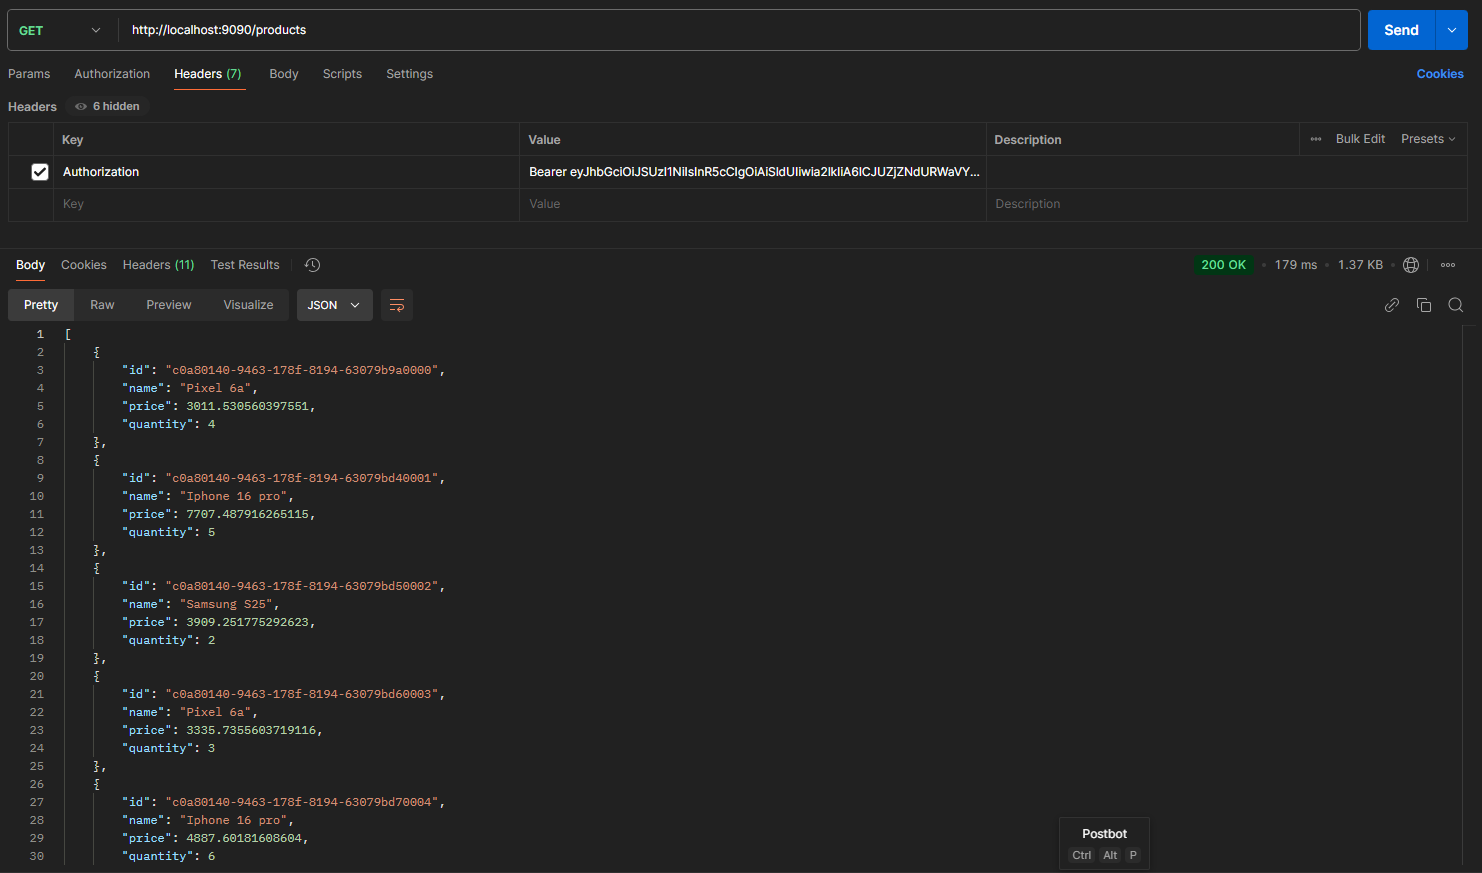 GET http://localhost:9090/products Send
Params Authorization Headers (7) Body Scripts Settings Cookies
Headers 6 hidden
Key Value Description Bulk Edit Presets
Authorization
Key Value Description
Body Cookies Headers (11) Test Results 200 OK 179 ms 1.37 KB
Pretty Raw Preview Visualize JSON
1 [
2 {
3 "id": "c0a80140-9463-178f-8194-63079b9a0000",
4 "name": "Pixel 6a",
5 "price": 3011.530560397551,
6 "quantity": 4
7 },
8 {
9 "id": "c0a80140-9463-178f-8194-63079bd40001",
10 "name": "Iphone 16 pro",
11 "price": 7707.487916265115,
12 "quantity": 5
13 },
14 {
15 "id": "c0a80140-9463-178f-8194-63079bd50002",
16 "name": "Samsung S25",
17 "price": 3909.251775292623,
18 "quantity": 2
19 },
20 {
21 "id": "c0a80140-9463-178f-8194-63079bd60003",
22 "name": "Pixel 6a",
23 "price": 3335.7355603719116,
24 "quantity": 3
25 },
26 {
27 "id": "c0a80140-9463-178f-8194-63079bd70004",
28 "name": "Iphone 16 pro",
29 "price": 4887.60181608604,
30 "quantity": 6
Postbot
Ctrl Alt P